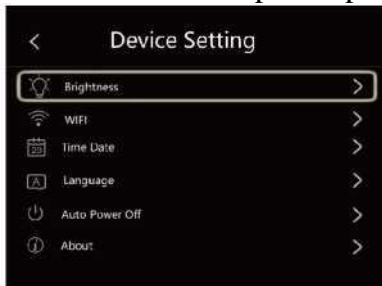 Device Setting
Brightness
WIFI
Time Date
Language
Auto Power Off
About